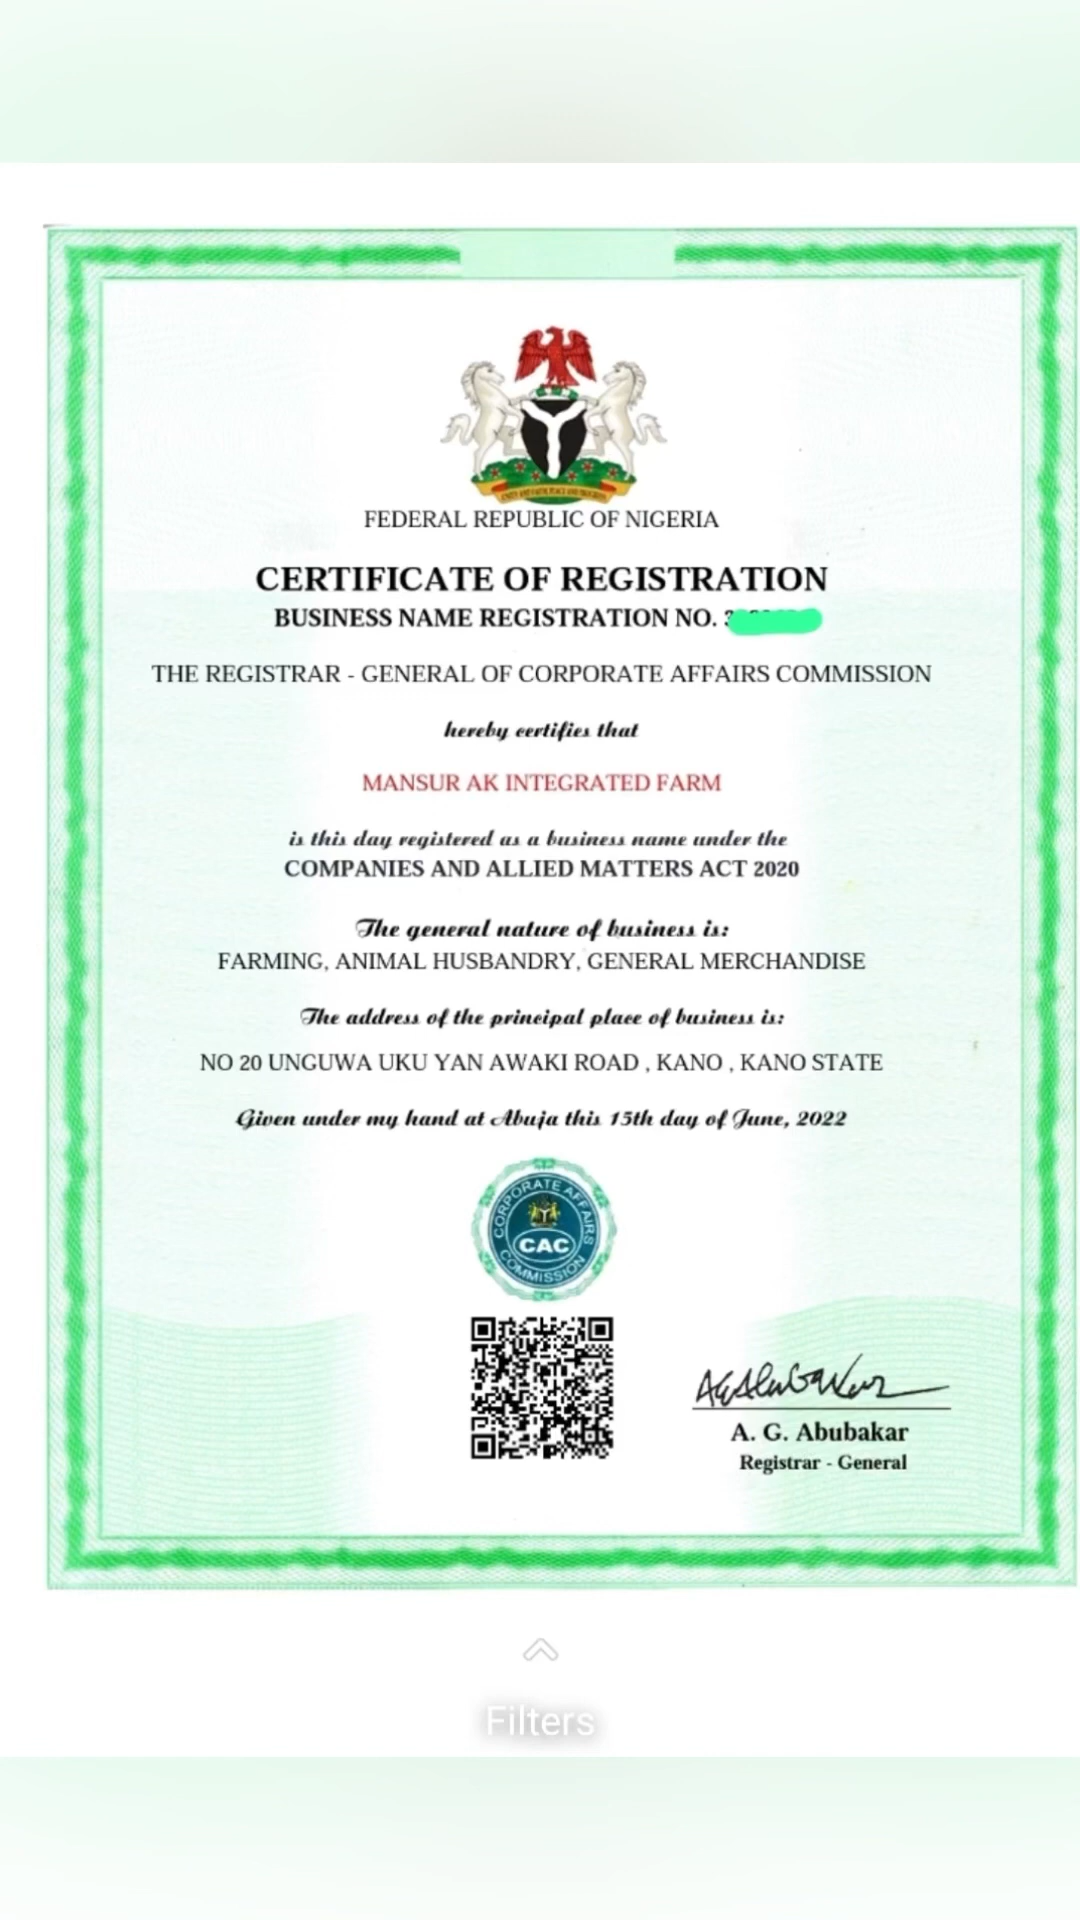 FEDERAL REPUBLIC OF NIGERIA
CERTIFICATE OF REGISTRATION
BUSINESS NAME REGISTRATION NO.
THE REGISTRAR - GENERAL OF CORPORATE AFFAIRS COMMISSION
hereby certifies that
MANSUR AK INTEGRATED FARM
is this day registered as a business name under the
COMPANIES AND ALLIED MATTERS ACT 2020
The general nature of business is:
FARMING, ANIMAL HUSBANDRY, GENERAL MERCHANDISE
The address of the principal place of business is:
NO 20 UNGUWA UKU YAN AWAKI ROAD , KANO , KANO STATE
Given under my hand at Abuja this 15th day of June, 2022
CORPORATE AFFAIRS
CAC
COMMISSION
A. G. Abubakar
Registrar - General
Filters